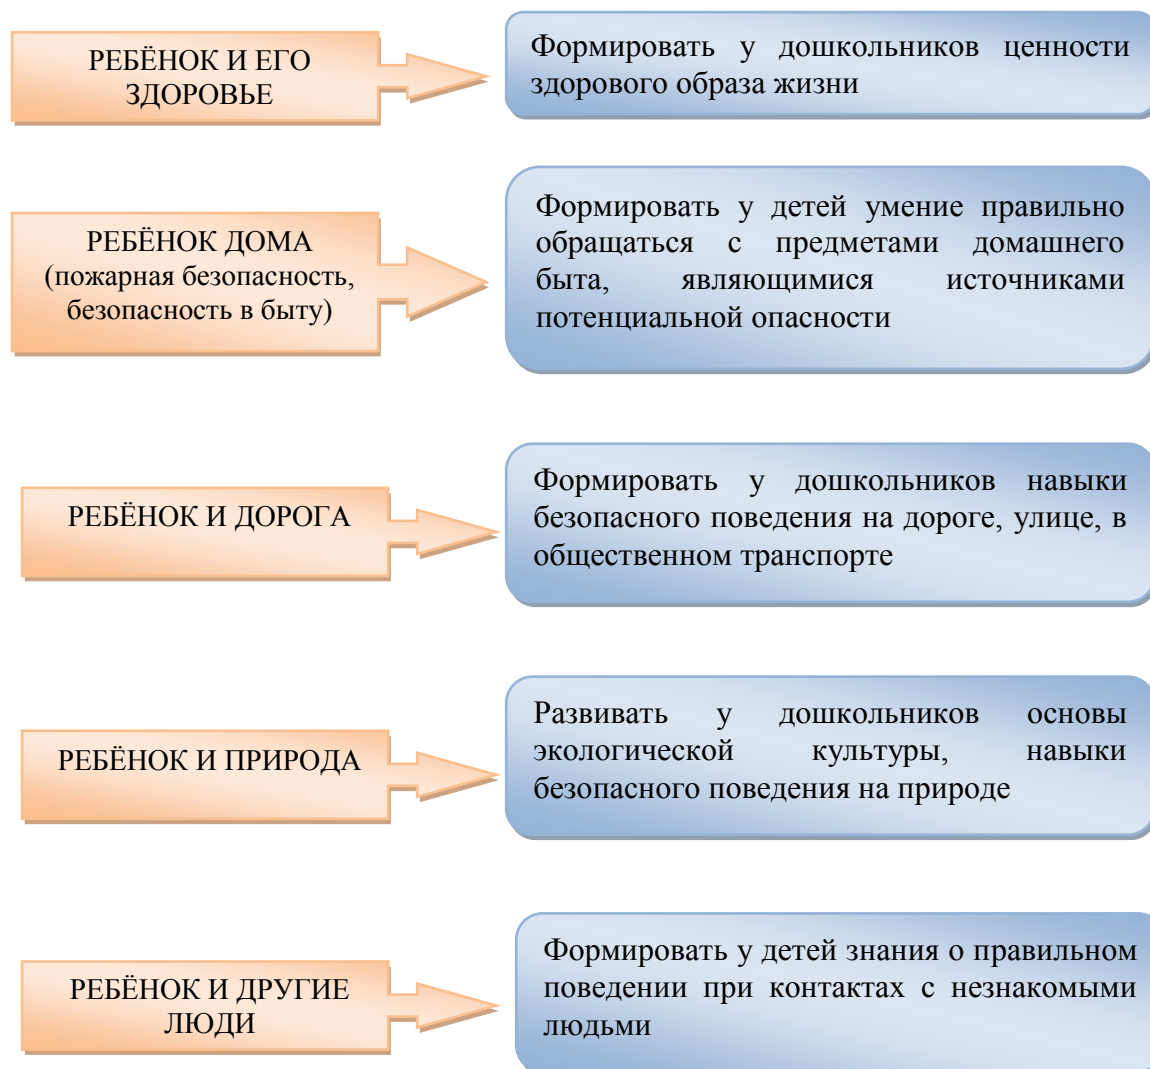 РЕБЁНОК И ЕГО
ЗДОРОВЬЕ
Формировать у дошкольников ценности
здорового образа жизни
РЕБЁНОК ДОМА
(пожарная безопасность,
безопасность в быту)
Формировать у детей умение правильно
обращаться с предметами домашнего
быта, являющимися источниками
потенциальной опасности
РЕБЁНОК И ДОРОГА
Формировать у дошкольников навыки
безопасного поведения на дороге, улице, в
общественном транспорте
РЕБЁНОК И ПРИРОДА
Развивать у дошкольников основы
экологической культуры, навыки
безопасного поведения на природе
РЕБЁНОК И ДРУГИЕ
ЛЮДИ
Формировать у детей знания о правильном
поведении при контактах с незнакомыми
людьми